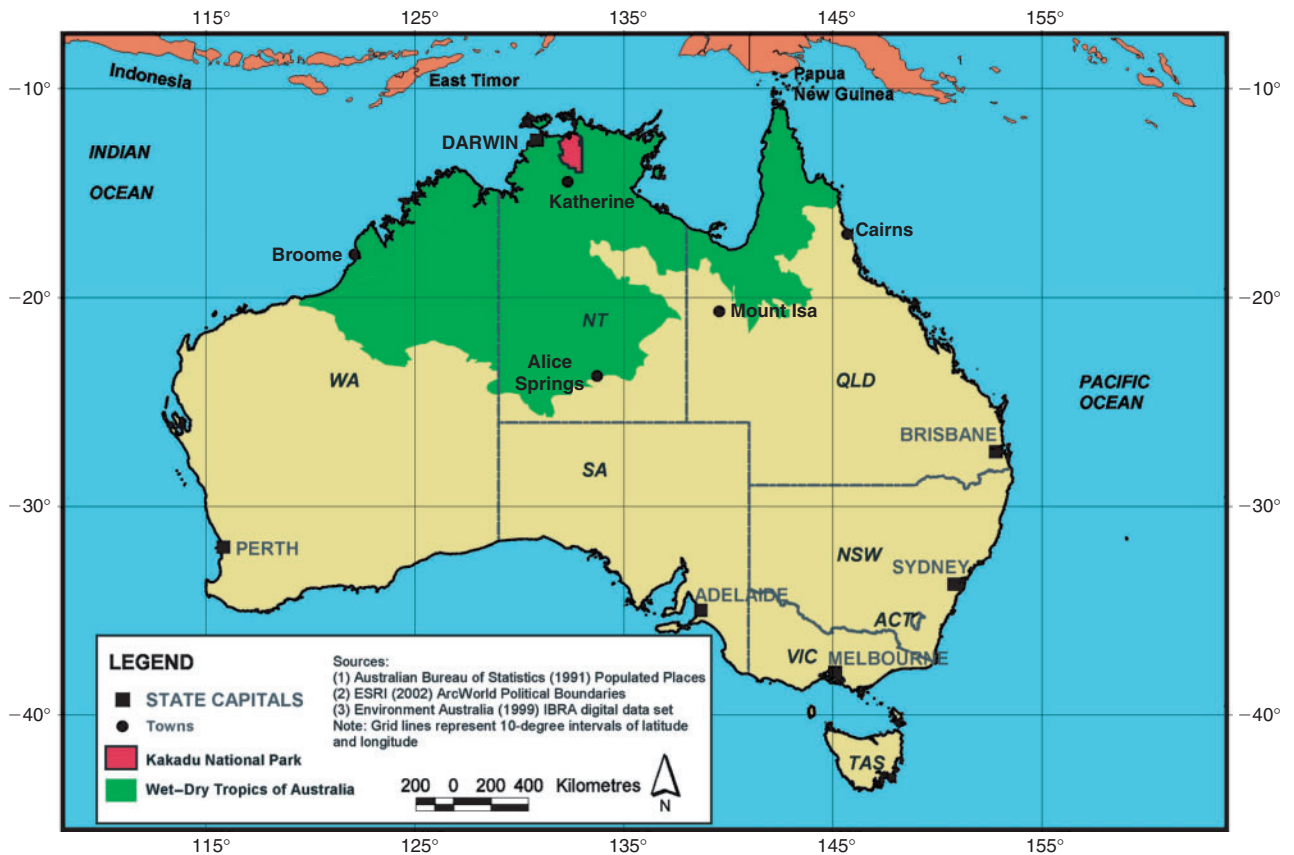 115°
125°
135°
145°
155°
Indonesia
East Timor
Papua
New Guinea
−10°
−10°
INDIAN
OCEAN
DARWIN
Katherine
Broome
Cairns
−20°
−20°
Mount Isa
NT
Alice
Springs
WA
QLD
PACIFIC
OCEAN
BRISBANE
SA
−30°
−30°
PERTH
NSW
SYDNEY
ADELAIDE
ACT
VIC
MELBOURNE
−40°
−40°
TAS
LEGEND
STATE CAPITALS
Towns
Kakadu National Park
Wet–Dry Tropics of Australia
Sources:
(1) Australian Bureau of Statistics (1991) Populated Places
(2) ESRI (2002) ArcWorld Political Boundaries
(3) Environment Australia (1999) IBRA digital data set
Note: Grid lines represent 10-degree intervals of latitude
and longitude
200 0 200 400 Kilometres
N
115°
125°
135°
145°
155°